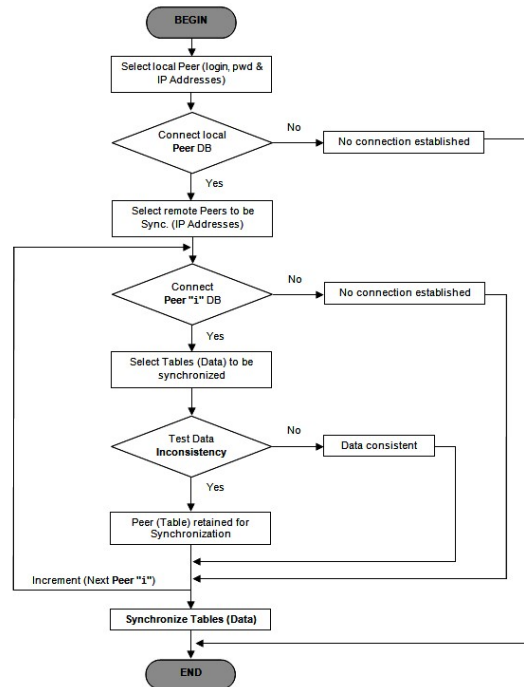 BEGIN
Select local Peer (login, pwd &
IP Addresses)
Connect local
Peer DB
No
No connection established
Yes
Select remote Peers to be
Sync. (IP Addresses)
Connect
Peer "i" DB
No
No connection established
Yes
Select Tables (Data) to be
synchronized
Test Data
Inconsistency
No
Data consistent
Yes
Peer (Table) retained for
Synchronization
Increment (Next Peer "i")
Synchronize Tables (Data)
END